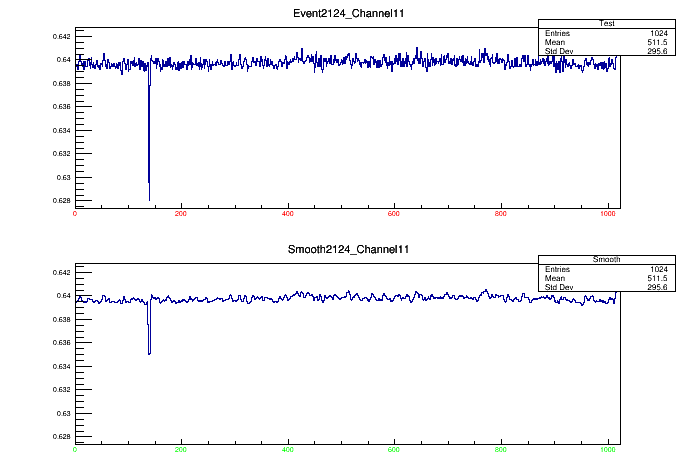 Event2124_Channel11
Test
Entries 1024
Mean 511.5
Std Dev 295.6
0.642
0.64
0.638
0.636
0.634
0.632
0.63
0.628
0 200 400 600 800 1000
Smooth2124_Channel11
Smooth
Entries 1024
Mean 511.5
Std Dev 295.6
0.642
0.64
0.638
0.636
0.634
0.632
0.63
0.628
0 200 400 600 800 1000